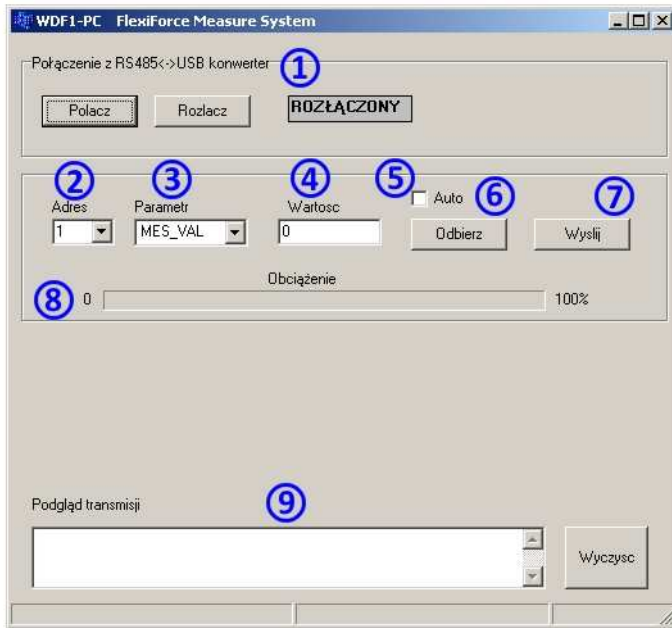 WDF1-PC FlexiForce Measure System
Połączenie z RS485<->USB konwerter
1
Polacz Rozlacz ROZŁĄCZONY
2 3 4 5 6 7
Adres Parametr Wartosc Auto
1 MES_VAL 0 Odbierz Wyslij
Obciążenie
8 0 100%
Podgląd transmisji 9
Wyczysc